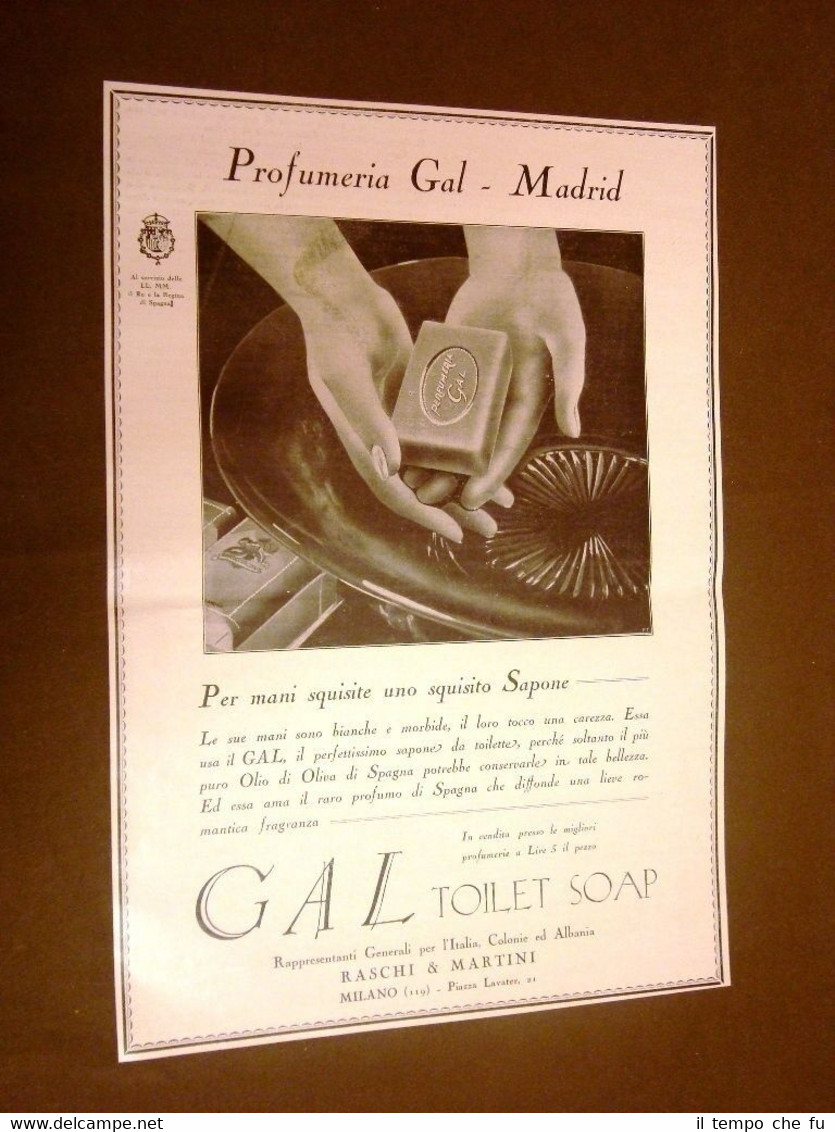 Profumeria Gal - Madrid
Al servizio delle
LL. MM.
il Re e la Regina
di Spagna
PERFUMERIA
GAL
Per mani squisite uno squisito Sapone
Le sue mani sono bianche e morbide, il loro tocco una carezza. Essa
usa il GAL, il perfettissimo sapone da toilette, perché soltanto il più
puro Olio di Oliva di Spagna potrebbe conservarle in tale bellezza.
Ed essa ama il raro profumo di Spagna che diffonde una lieve ro-
mantica fragranza
In vendita presso le migliori
profumerie a Lire 5 il pezzo
GAL TOILET SOAP
Rappresentanti Generali per l'Italia, Colonie ed Albania
RASCHI & MARTINI
MILANO (119) - Piazza Lavater, 21
www.iltempochefuonline.com
il tempo che fu